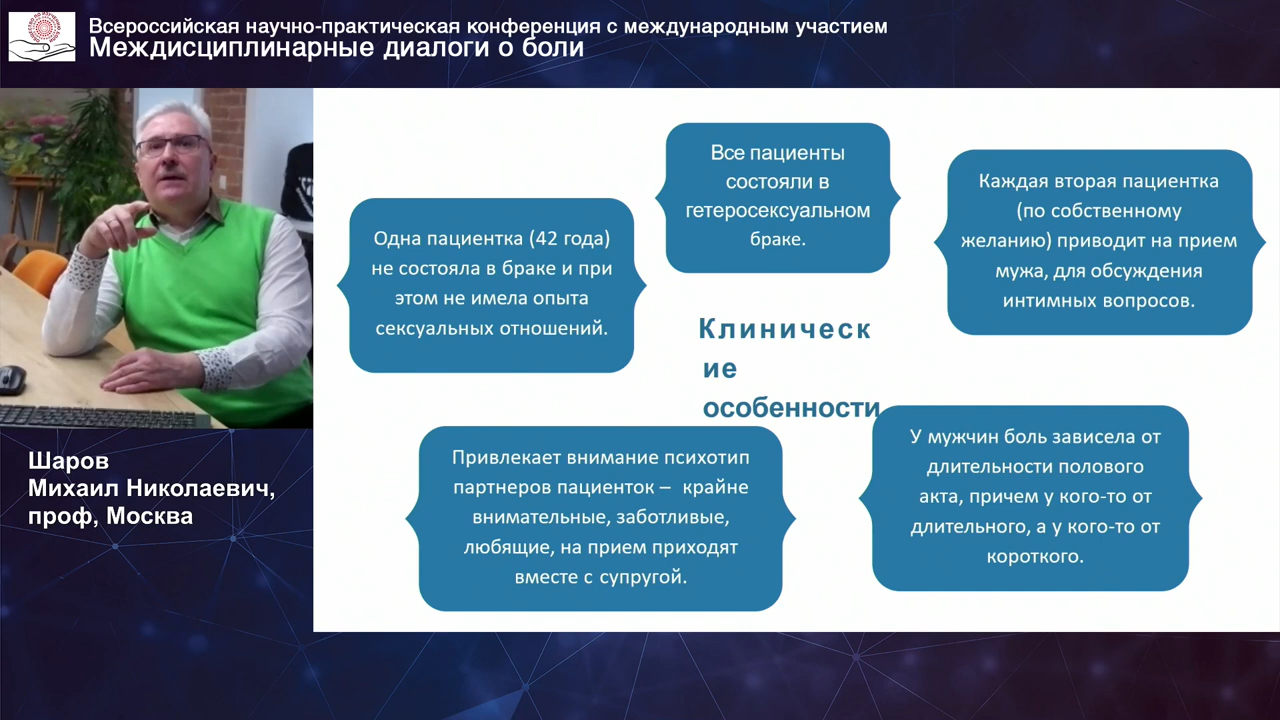 Всероссийская научно-практическая конференция с международным участием
Междисциплинарные диалоги о боли
Шаров
Михаил Николаевич,
проф, Москва
Одна пациентка (42 года)
не состояла в браке и при
этом не имела опыта
сексуальных отношений.
Все пациенты
состояли в
гетеросексуальном
браке.
Каждая вторая пациентка
(по собственному
желанию) приводит на прием
мужа, для обсуждения
интимных вопросов.
Клиническ
ие
особенности
Привлекает внимание психотип
партнеров пациенток – крайне
внимательные, заботливые,
любящие, на прием приходят
вместе с супругой.
У мужчин боль зависела от
длительности полового
акта, причем у кого-то от
длительного, а у кого-то от
короткого.